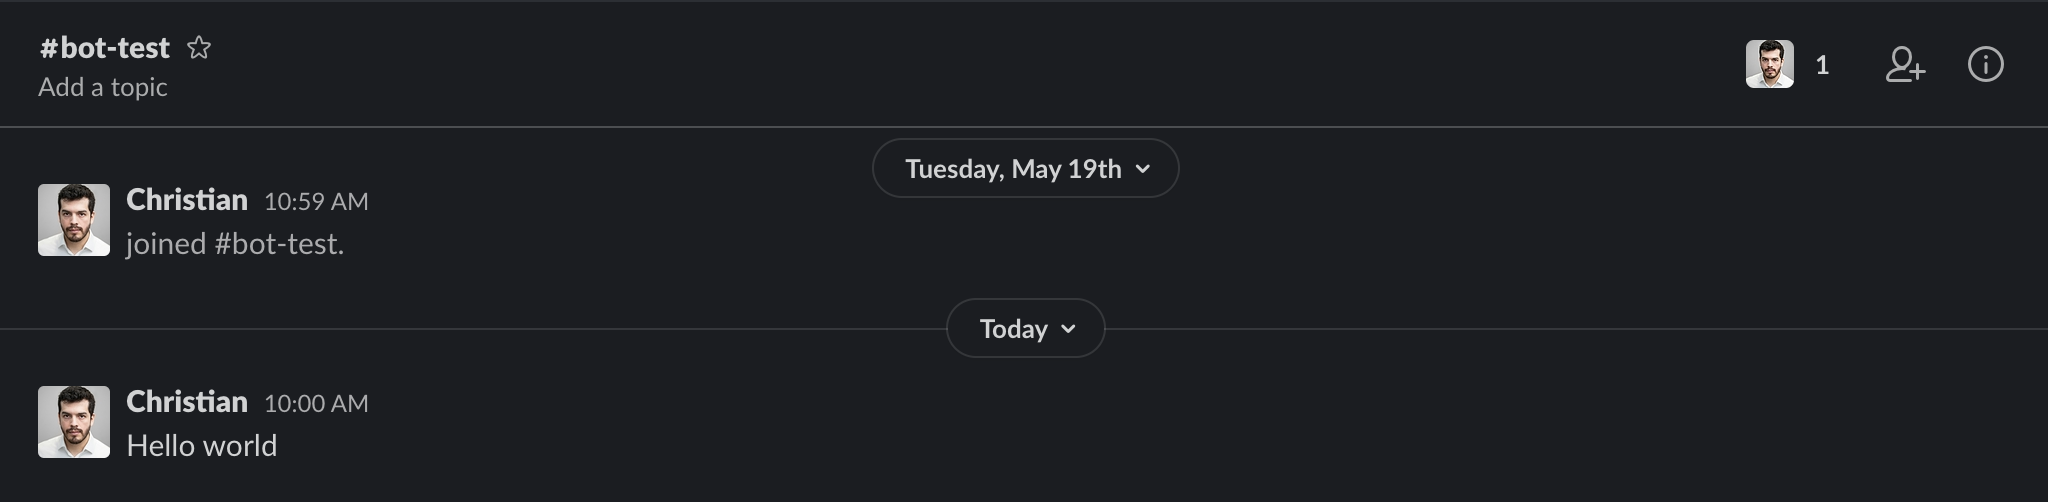 #bot-test
Add a topic
1
Tuesday, May 19th
Christian 10:59 AM
joined #bot-test.
Today
Christian 10:00 AM
Hello world